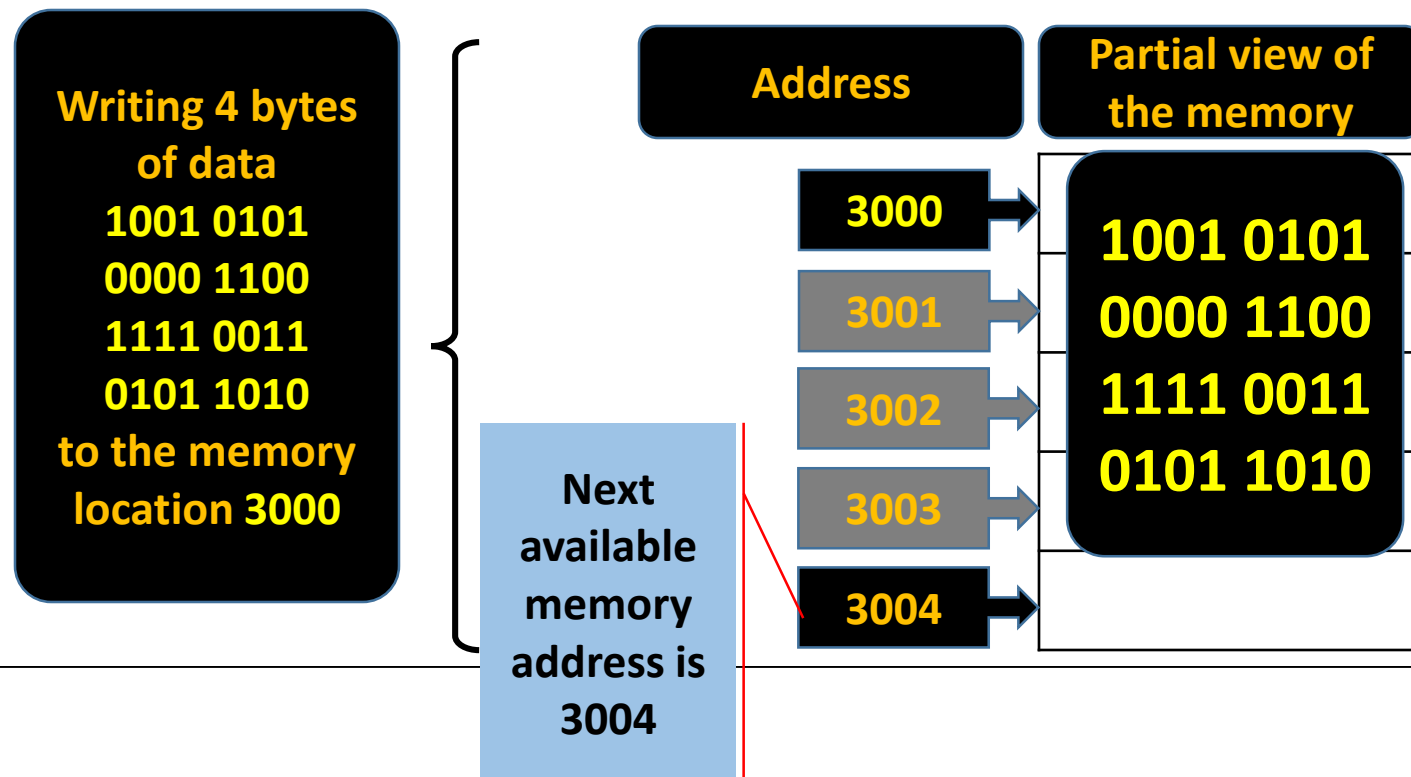 Writing 4 bytes
of data
1001 0101
0000 1100
1111 0011
0101 1010
to the memory
location 3000
Address
Partial view of
the memory
3000
3001
3002
3003
3004
1001 0101
0000 1100
1111 0011
0101 1010
Next
available
memory
address is
3004